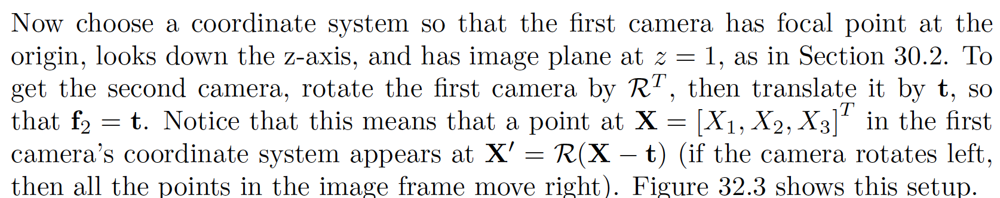 Now choose a coordinate system so that the first camera has focal point at the
origin, looks down the z-axis, and has image plane at z = 1, as in Section 30.2. To
get the second camera, rotate the first camera by ℛᵀ, then translate it by t, so
that f₂ = t. Notice that this means that a point at X = [X₁, X₂, X₃]ᵀ in the first
camera’s coordinate system appears at X′ = ℛ(X − t) (if the camera rotates left,
then all the points in the image frame move right). Figure 32.3 shows this setup.